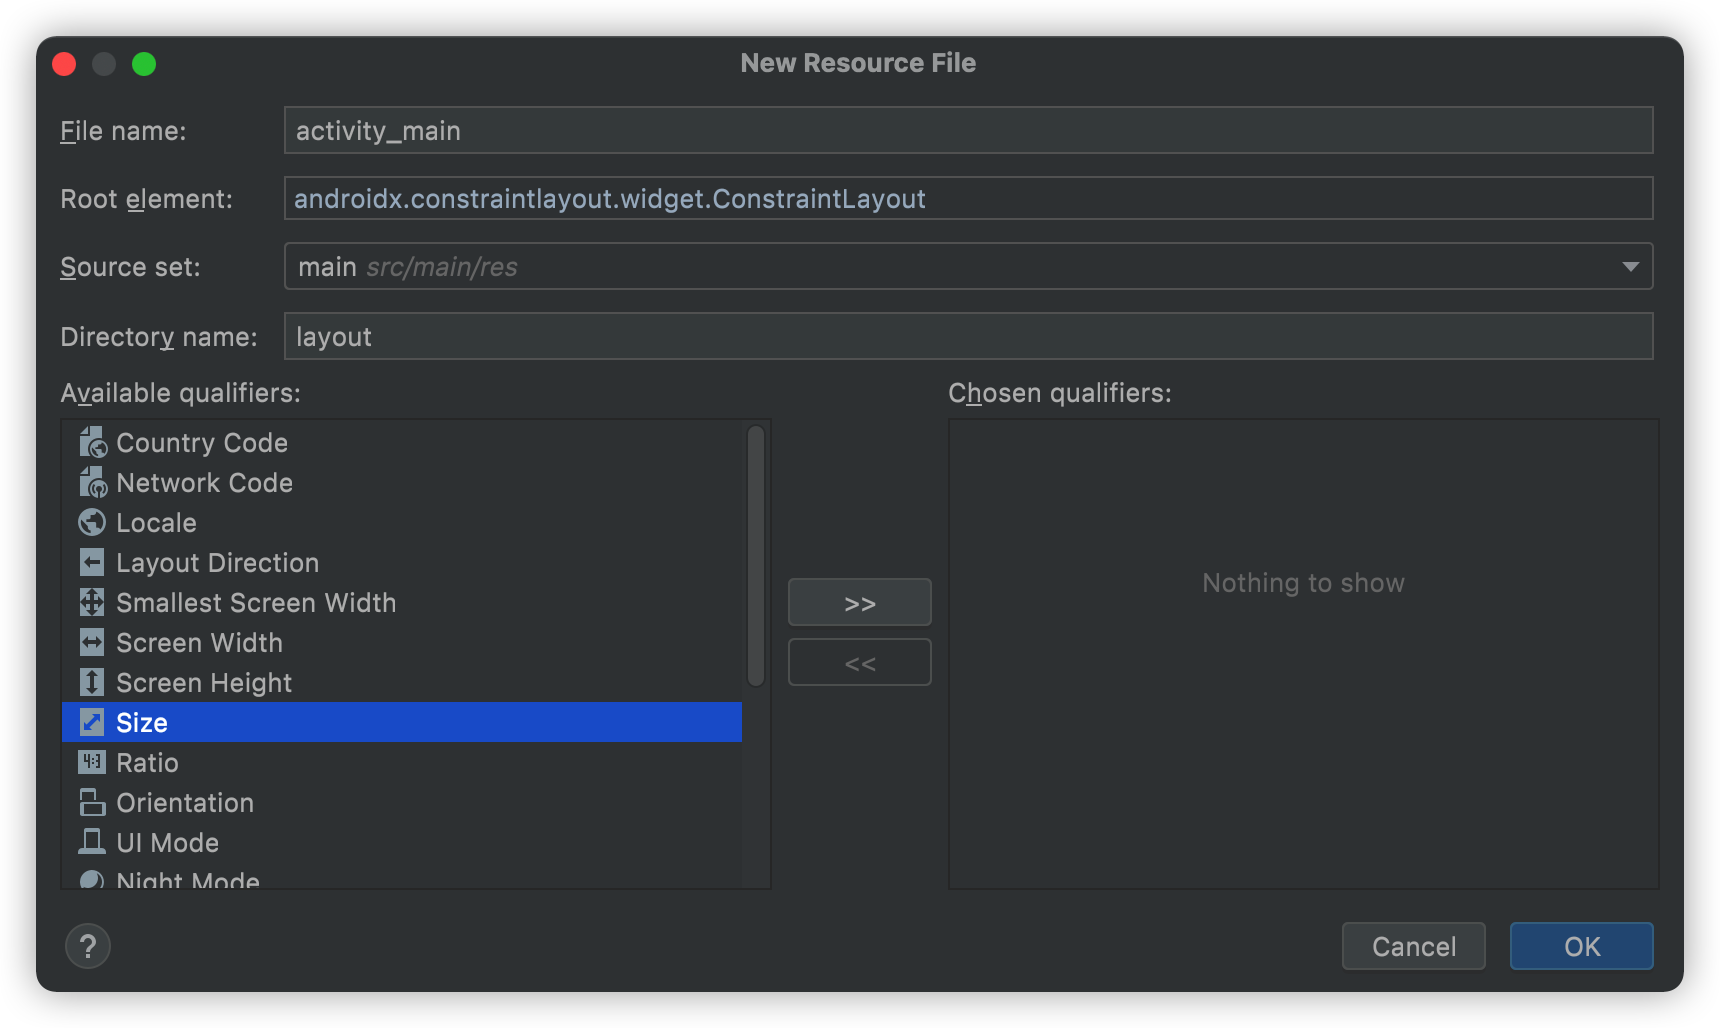 New Resource File
File name:
activity_main
Root element:
androidx.constraintlayout.widget.ConstraintLayout
Source set:
main src/main/res
Directory name:
layout
Available qualifiers:
Chosen qualifiers:
Country Code
Network Code
Locale
Layout Direction
Smallest Screen Width
Screen Width
Screen Height
Size
4:3 Ratio
Orientation
UI Mode
Night Mode
>>
<<
Nothing to show
?
Cancel
OK